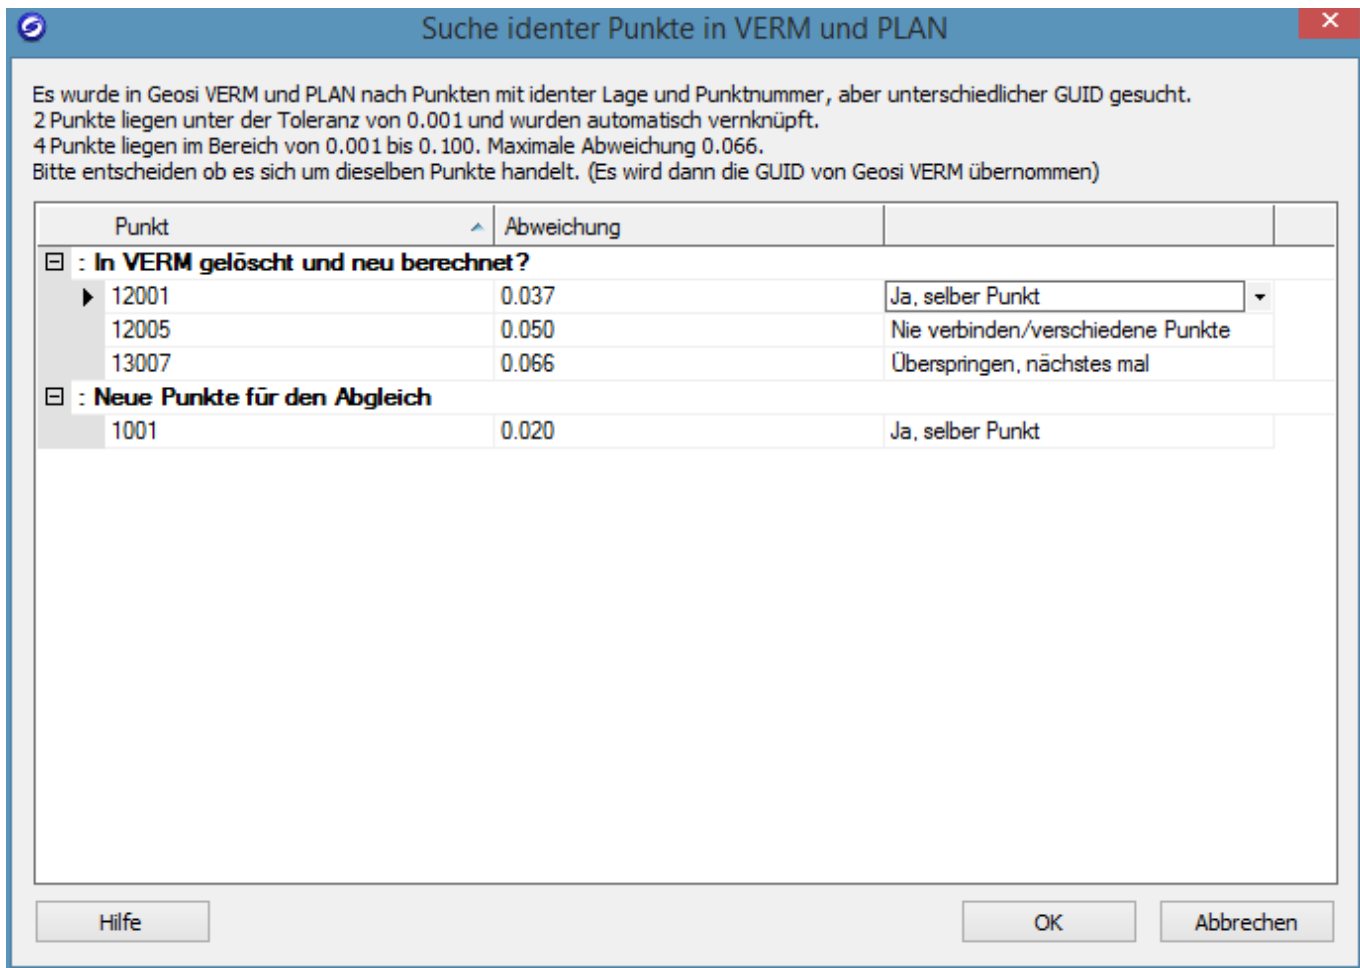 Suche identer Punkte in VERM und PLAN
Es wurde in Geosi VERM und PLAN nach Punkten mit identer Lage und Punktnummer, aber unterschiedlicher GUID gesucht.
2 Punkte liegen unter der Toleranz von 0.001 und wurden automatisch vernknüpft.
4 Punkte liegen im Bereich von 0.001 bis 0.100. Maximale Abweichung 0.066.
Bitte entscheiden ob es sich um dieselben Punkte handelt. (Es wird dann die GUID von Geosi VERM übernommen)
Punkt Abweichung
: In VERM gelöscht und neu berechnet?
12001 0.037 Ja, selber Punkt
12005 0.050 Nie verbinden/verschiedene Punkte
13007 0.066 Überspringen, nächstes mal
: Neue Punkte für den Abgleich
1001 0.020 Ja, selber Punkt
Hilfe OK Abbrechen